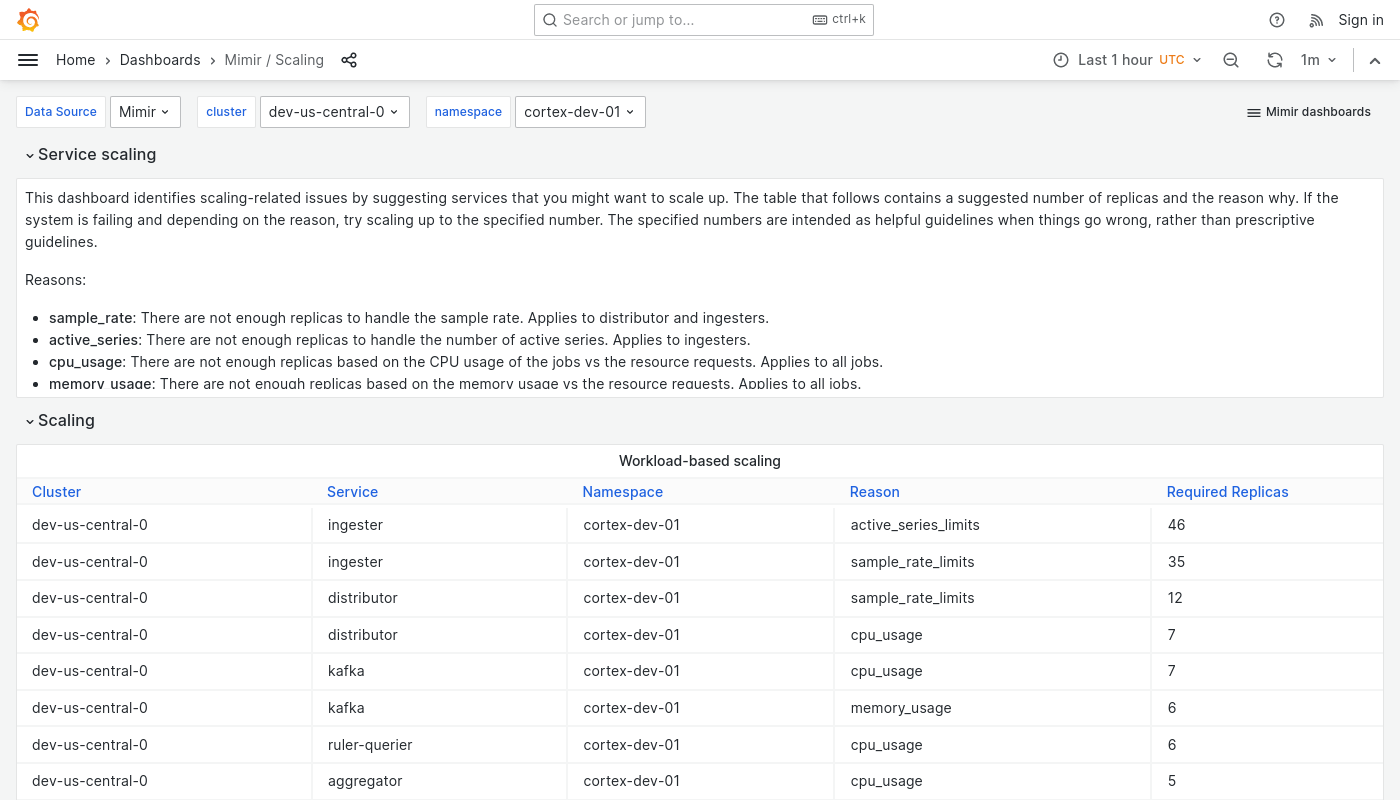 Search or jump to... ctrl+k Sign in
Home Dashboards Mimir / Scaling Last 1 hour UTC 1m
Data Source Mimir cluster dev-us-central-0 namespace cortex-dev-01 Mimir dashboards
Service scaling
This dashboard identifies scaling-related issues by suggesting services that you might want to scale up. The table that follows contains a suggested number of replicas and the reason why. If the
system is failing and depending on the reason, try scaling up to the specified number. The specified numbers are intended as helpful guidelines when things go wrong, rather than prescriptive
guidelines.
Reasons:
• sample_rate: There are not enough replicas to handle the sample rate. Applies to distributor and ingesters.
• active_series: There are not enough replicas to handle the number of active series. Applies to ingesters.
• cpu_usage: There are not enough replicas based on the CPU usage of the jobs vs the resource requests. Applies to all jobs.
• memory_usage: There are not enough replicas based on the memory usage vs the resource requests. Applies to all jobs.
Scaling
Workload-based scaling
Cluster Service Namespace Reason Required Replicas
dev-us-central-0 ingester cortex-dev-01 active_series_limits 46
dev-us-central-0 ingester cortex-dev-01 sample_rate_limits 35
dev-us-central-0 distributor cortex-dev-01 sample_rate_limits 12
dev-us-central-0 distributor cortex-dev-01 cpu_usage 7
dev-us-central-0 kafka cortex-dev-01 cpu_usage 7
dev-us-central-0 kafka cortex-dev-01 memory_usage 6
dev-us-central-0 ruler-querier cortex-dev-01 cpu_usage 6
dev-us-central-0 aggregator cortex-dev-01 cpu_usage 5